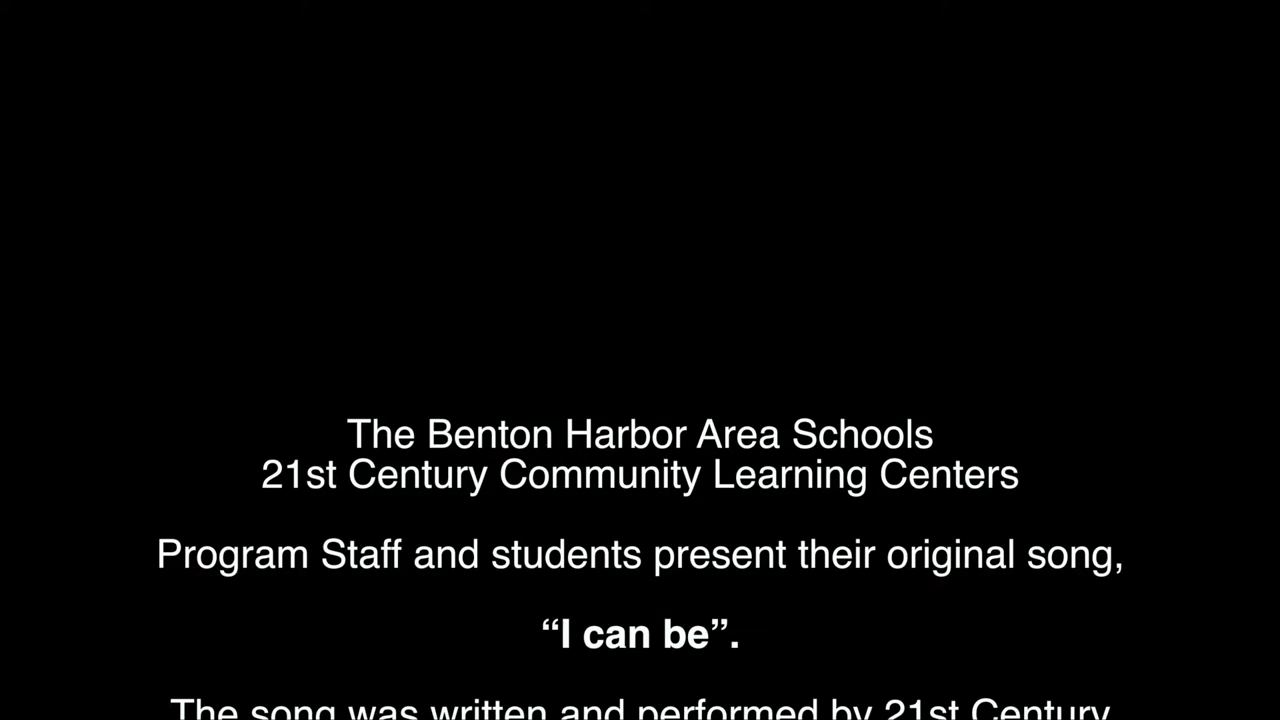 The Benton Harbor Area Schools
21st Century Community Learning Centers
Program Staff and students present their original song,
“I can be”.
The song was written and performed by 21st Century